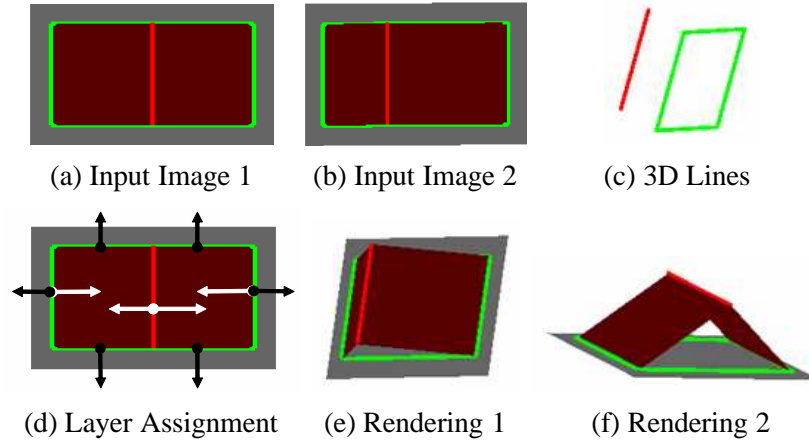 (a) Input Image 1
(b) Input Image 2
(c) 3D Lines
(d) Layer Assignment
(e) Rendering 1
(f) Rendering 2